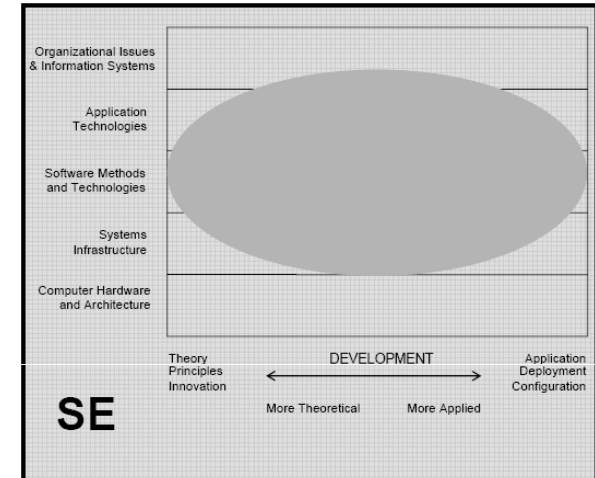 Organizational Issues
& Information Systems
Application
Technologies
Software Methods
and Technologies
Systems
Infrastructure
Computer Hardware
and Architecture
Theory
Principles
Innovation
DEVELOPMENT
More Theoretical
More Applied
Application
Deployment
Configuration
SE